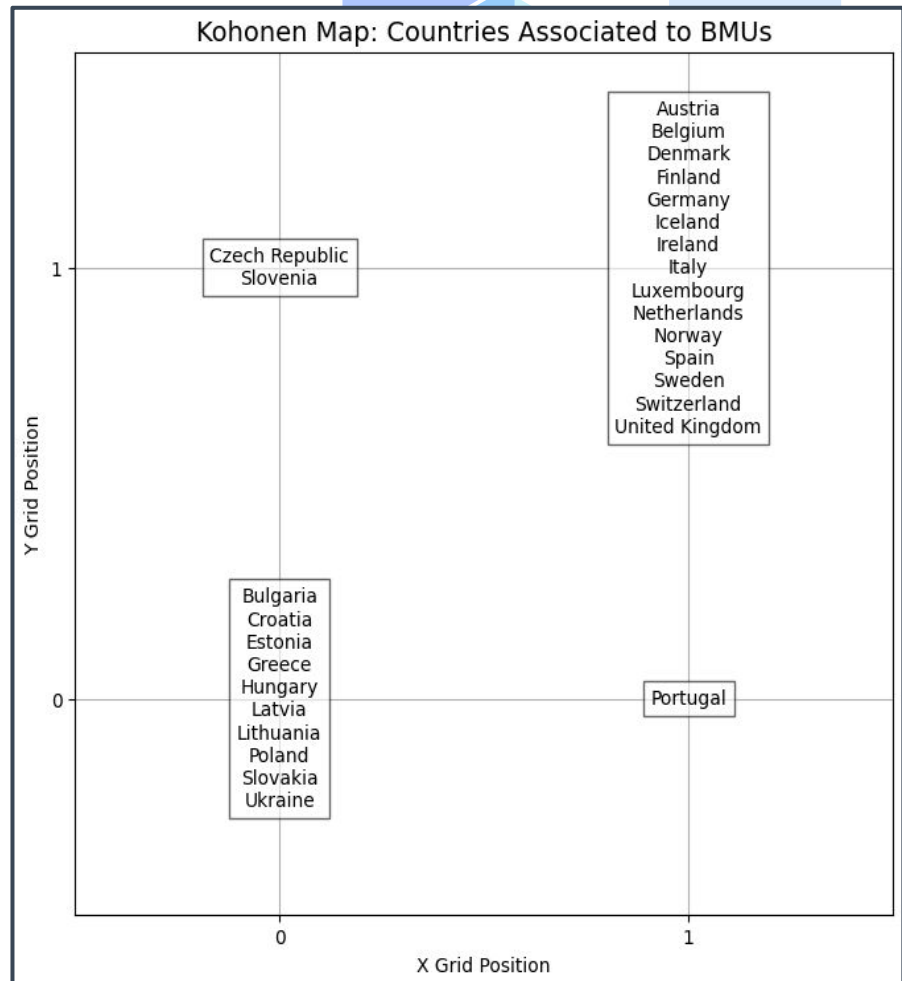 Kohonen Map: Countries Associated to BMUs
Austria
Belgium
Denmark
Finland
Germany
Iceland
Ireland
Italy
Luxembourg
Netherlands
Norway
Spain
Sweden
Switzerland
United Kingdom
Czech Republic
Slovenia
1
Y Grid Position
Bulgaria
Croatia
Estonia
Greece
Hungary
Latvia
Lithuania
Poland
Slovakia
Ukraine
Portugal
0
0
1
X Grid Position